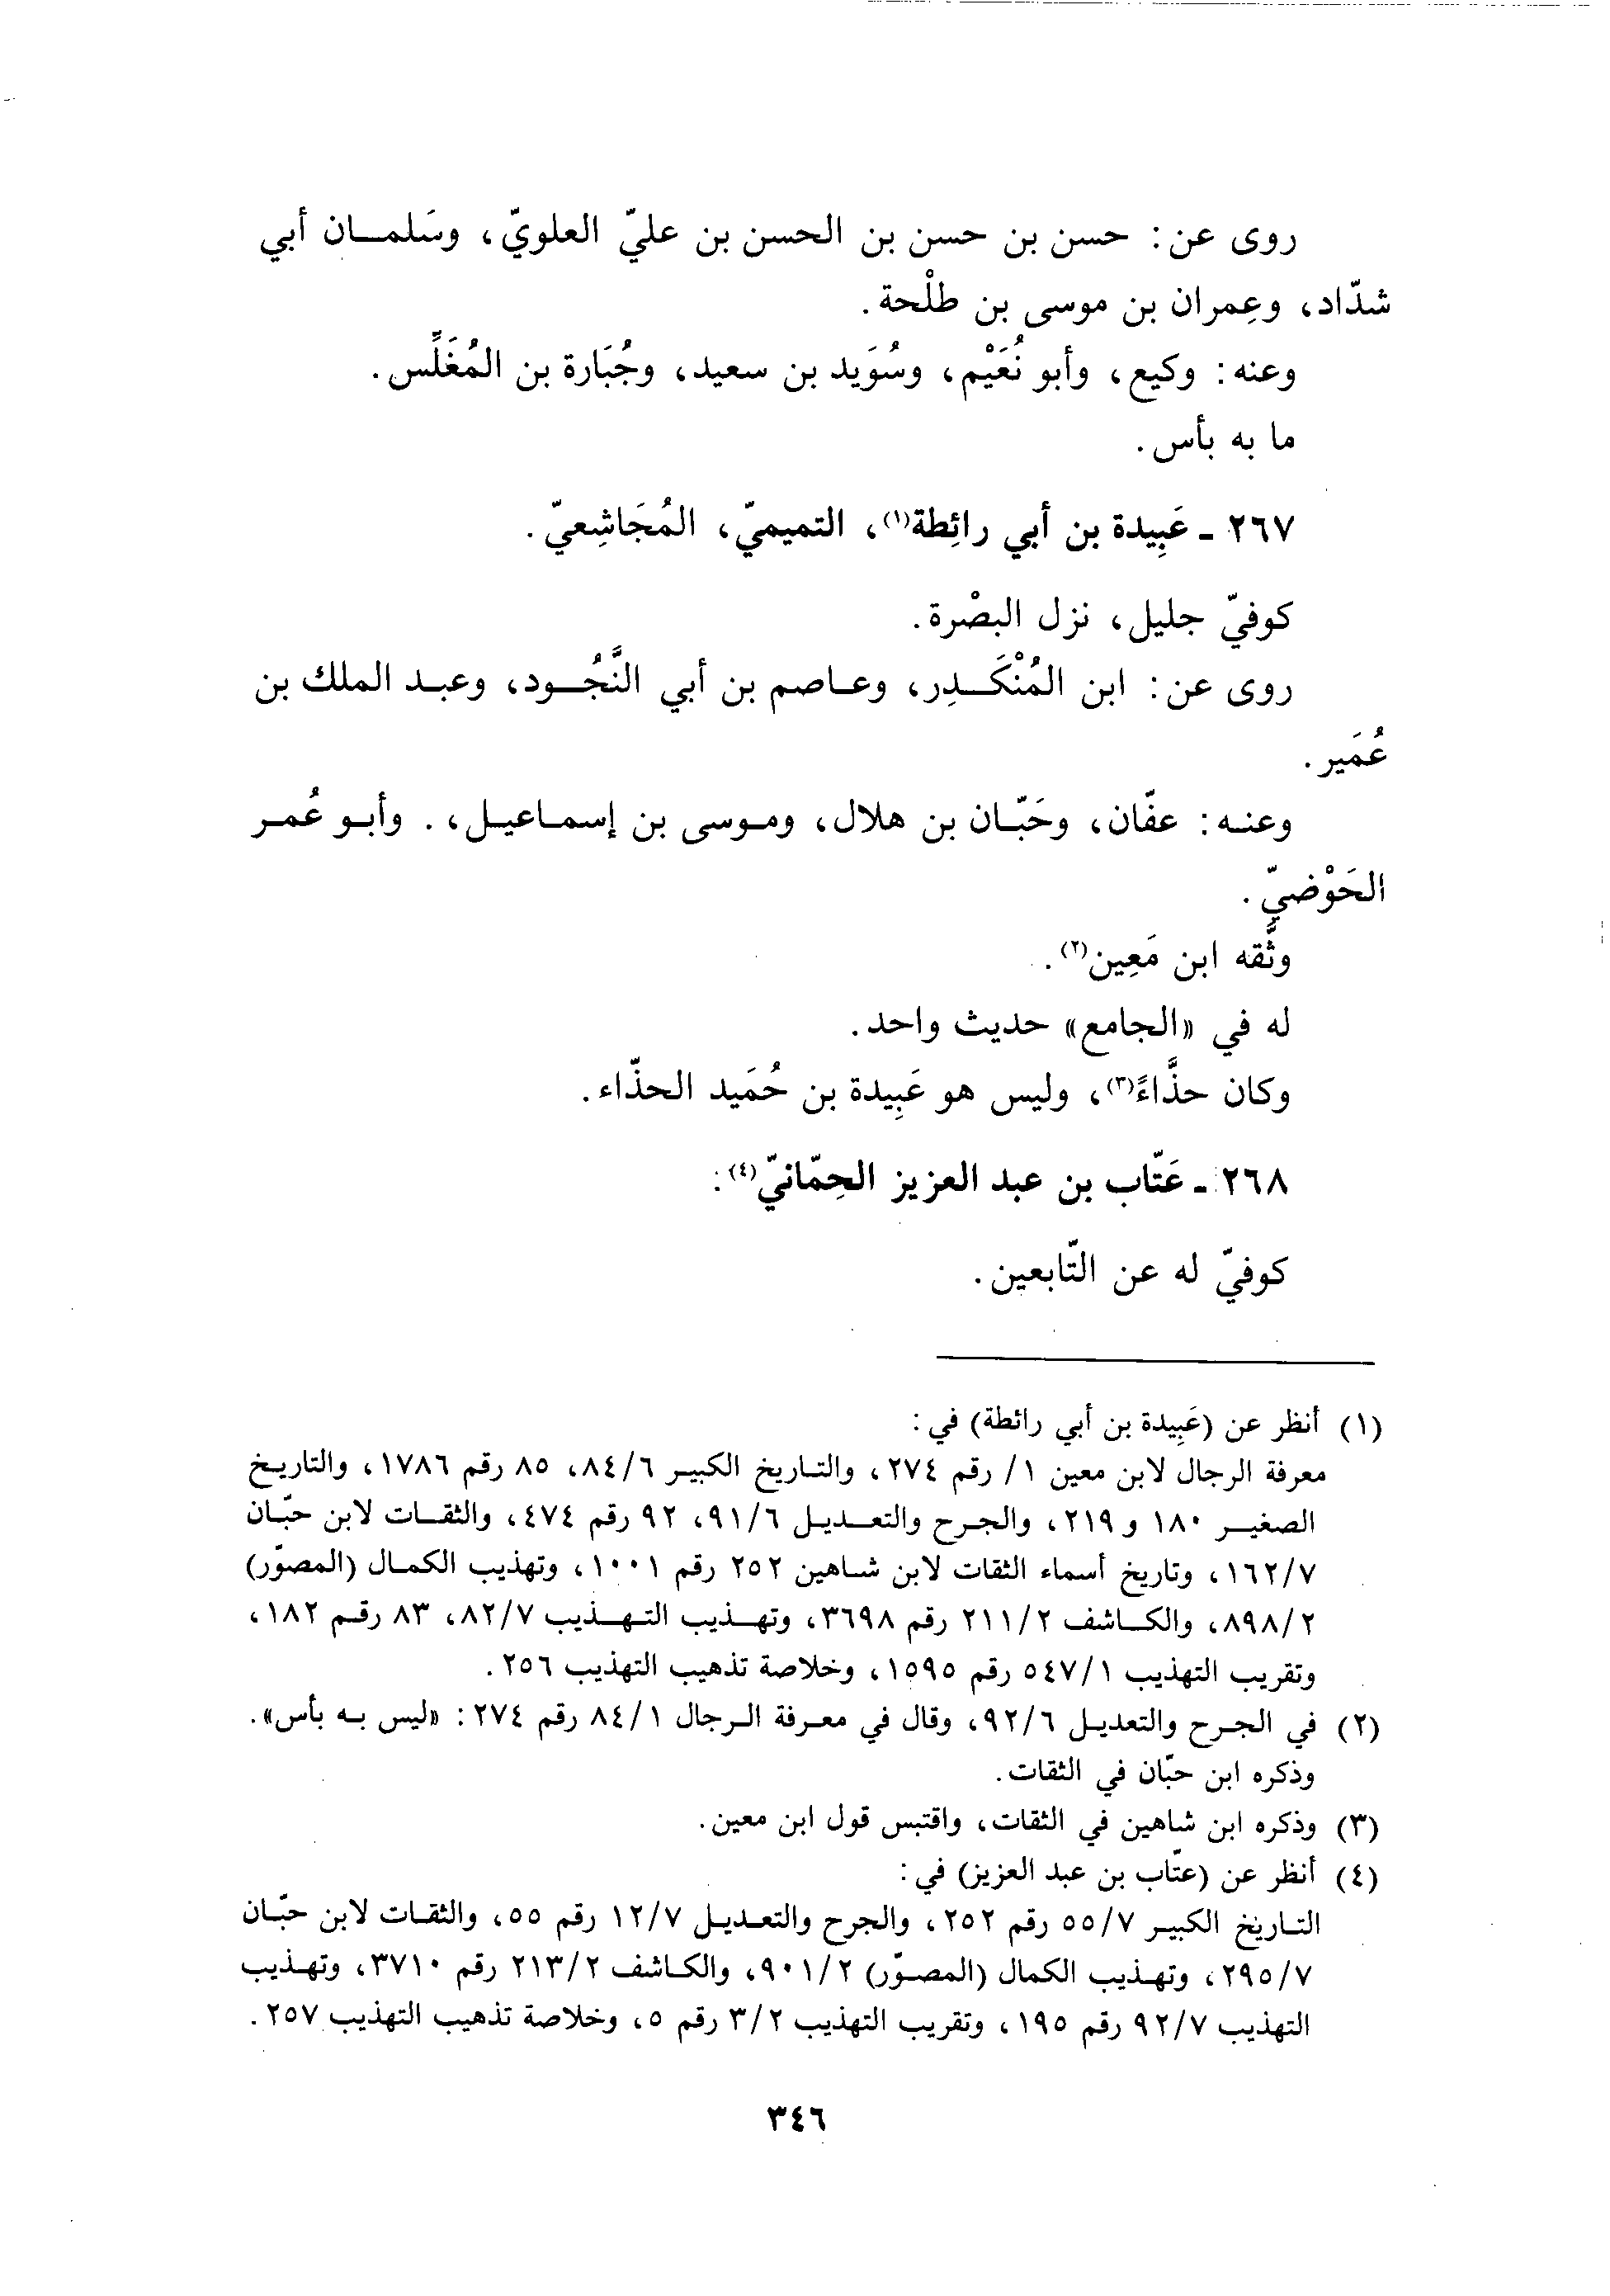 روى عن: حسن بن حسن بن الحسن بن عليّ العلويّ، وسَلمـان أبي
شدّاد، وعِمران بن موسى بن طلْحة.
وعنه: وكيع، وأبو نُعَيْم، وسُوَيد بن سعيد، وجُبَارة بن المُغَلِّس.
ما به بأس.
٢٦٧ - عَبِيدة بن أبي رائِطة(١)، التميميّ، المُجَاشِعيّ.
كوفيّ جليل، نزل البصْرة.
روى عن: ابن المُنْكَدِر، وعاصم بن أبي النَّجُود، وعبد الملك بن
عُمَير.
وعنه: عفّان، وحَبّان بن هلال، وموسى بن إسماعيل،. وأبو عُمر
الحَوْضيّ.
وثَّقه ابن مَعِين(٢).
له في «الجامع» حديث واحد.
وكان حذَّاءً(٣)، وليس هو عَبِيدة بن حُمَيد الحذّاء.
٢٦٨ - عَتّاب بن عبد العزيز الحِمّانيّ(٤):
كوفيّ له عن التّابعين.
(١) أنظر عن (عَبِيدة بن أبي رائطة) في:
معرفة الرجال لابن معين ١/ رقم ٢٧٤، والتاريخ الكبير ٨٤/٦، ٨٥ رقم ١٧٨٦، والتاريخ
الصغير ١٨٠ و ٢١٩، والجرح والتعديل ٩١/٦، ٩٢ رقم ٤٧٤، والثقات لابن حبّان
١٦٢/٧، وتاريخ أسماء الثقات لابن شاهين ٢٥٢ رقم ١٠٠١، وتهذيب الكمال (المصوّر)
٨٩٨/٢، والكاشف ٢١١/٢ رقم ٣٦٩٨، وتهذيب التهذيب ٨٢/٧، ٨٣ رقم ١٨٢،
وتقريب التهذيب ٥٤٧/١ رقم ١٥٩٥، وخلاصة تذهيب التهذيب ٢٥٦.
(٢) في الجرح والتعديل ٩٢/٦، وقال في معرفة الرجال ٨٤/١ رقم ٢٧٤: «ليس به بأس».
وذكره ابن حبّان في الثقات.
(٣) وذكره ابن شاهين في الثقات، واقتبس قول ابن معين.
(٤) أنظر عن (عتّاب بن عبد العزيز) في:
التاريخ الكبير ٥٥/٧ رقم ٢٥٢، والجرح والتعديل ١٢/٧ رقم ٥٥، والثقات لابن حبّان
٢٩٥/٧، وتهذيب الكمال (المصوّر) ٩٠١/٢، والكاشف ٢١٣/٢ رقم ٣٧١٠، وتهذيب
التهذيب ٩٢/٧ رقم ١٩٥، وتقريب التهذيب ٣/٢ رقم ٥، وخلاصة تذهيب التهذيب ٢٥٧.
٣٤٦